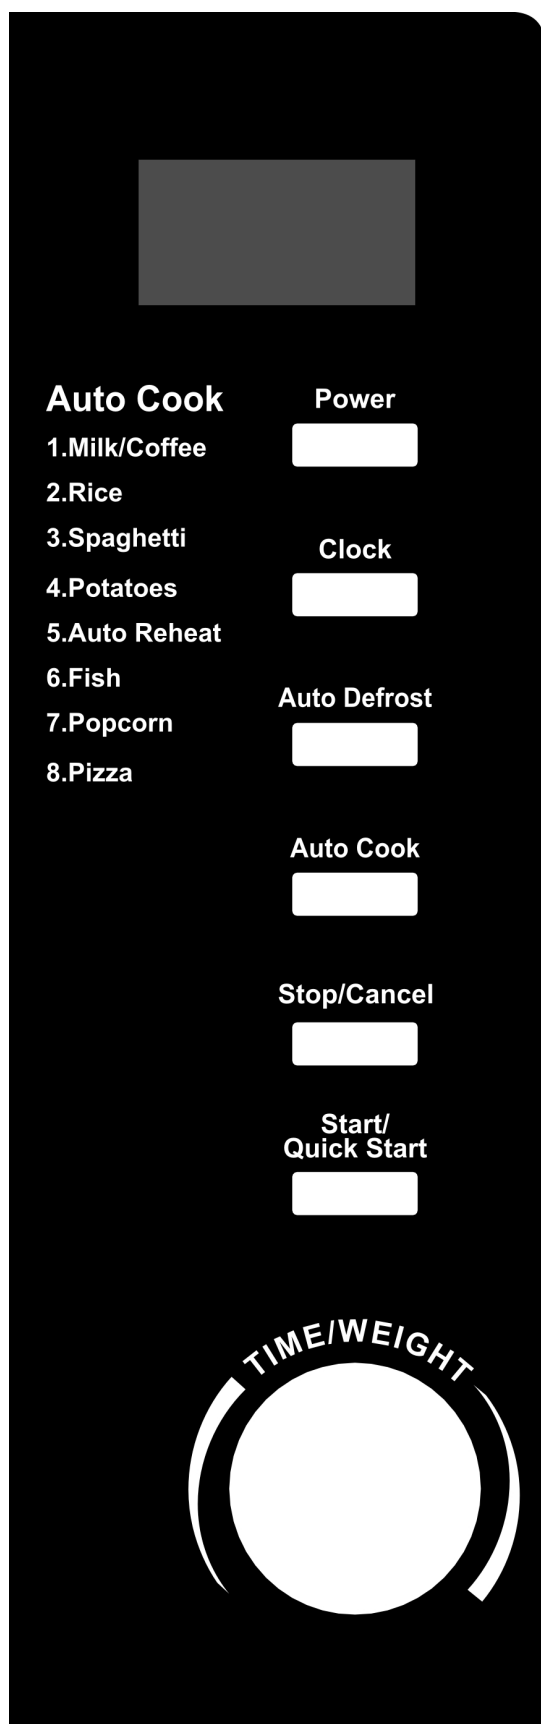 Auto Cook
1.Milk/Coffee
2.Rice
3.Spaghetti
4.Potatoes
5.Auto Reheat
6.Fish
7.Popcorn
8.Pizza
Power
Clock
Auto Defrost
Auto Cook
Stop/Cancel
Start/
Quick Start
TIME/WEIGHT